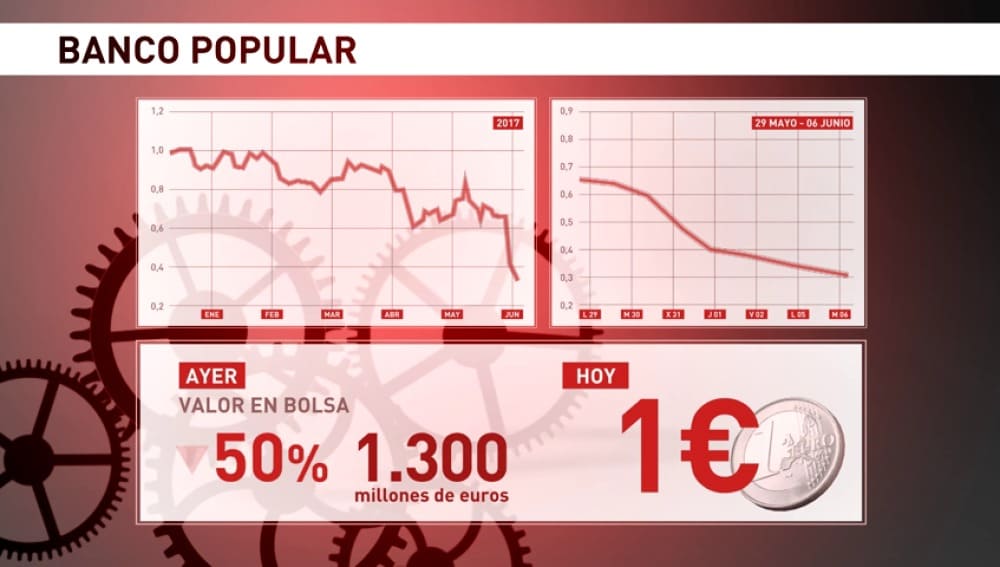 BANCO POPULAR
1,2
1,0
0,8
0,6
0,4
0,2
2017
ENE
FEB
MAR
ABR
MAY
JUN
0,9
0,8
0,7
0,6
0,5
0,4
0,3
0,2
29 MAYO - 06 JUNIO
L 29
M 30
X 31
J 01
V 02
L 05
M 06
AYER
VALOR EN BOLSA
50%
1.300
millones de euros
HOY
1€
1
EURO